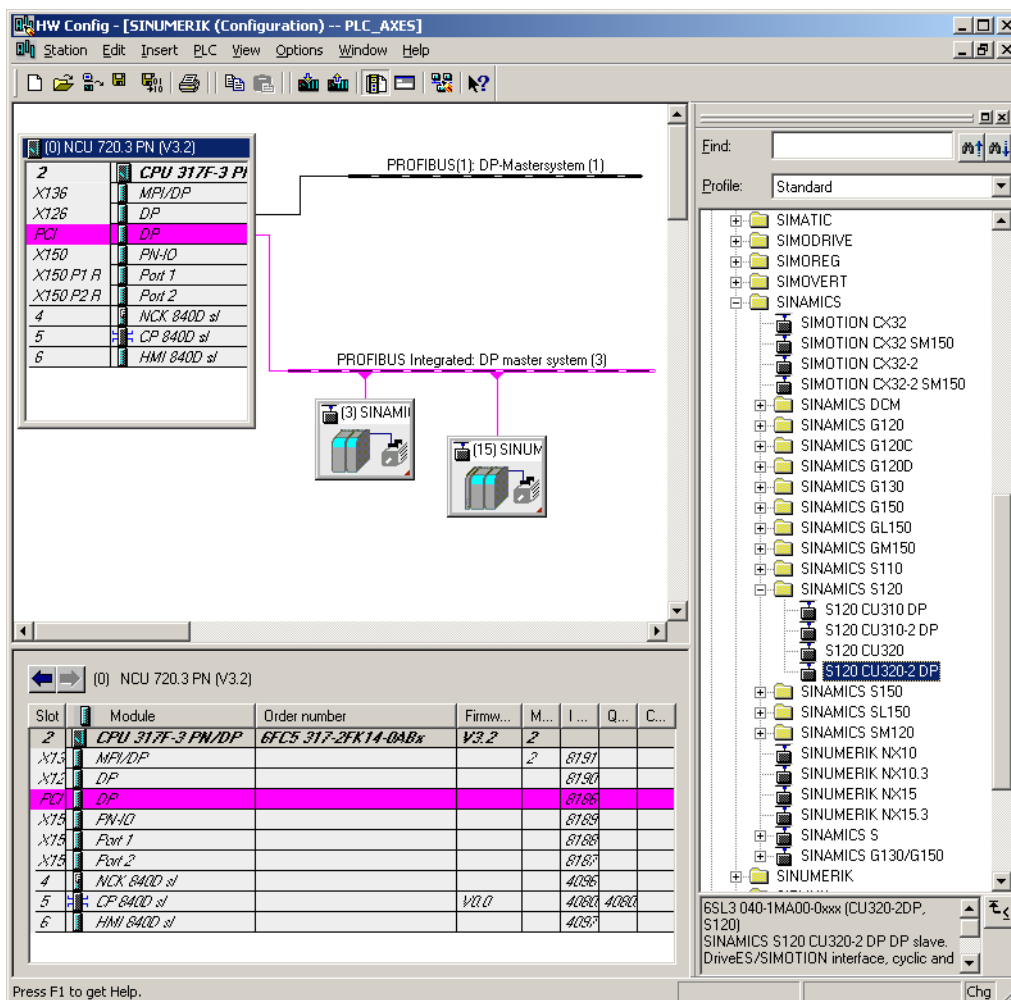 HW Config - [SINUMERIK (Configuration) -- PLC_AXES]
Station Edit Insert PLC View Options Window Help
(0) NCU 720.3 PN (V3.2)
2 CPU 317F-3 PI
X136 MPI/DP
X126 DP
PCI DP
X150 PN-IO
X150 P1 R Port 1
X150 P2 R Port 2
4 NCK 840D sl
5 CP 840D sl
6 HMI 840D sl
PROFIBUS(1): DP-Mastersystem (1)
PROFIBUS Integrated: DP master system (3)
(3) SINAMI
(15) SINUM
Find:
Profile: Standard
SIMATIC
SIMODRIVE
SIMOREG
SIMOVERT
SINAMICS
SIMOTION CX32
SIMOTION CX32 SM150
SIMOTION CX32-2
SIMOTION CX32-2 SM150
SINAMICS DCM
SINAMICS G120
SINAMICS G120C
SINAMICS G120D
SINAMICS G130
SINAMICS G150
SINAMICS GL150
SINAMICS GM150
SINAMICS S110
SINAMICS S120
S120 CU310 DP
S120 CU310-2 DP
S120 CU320
S120 CU320-2 DP
SINAMICS S150
SINAMICS SL150
SINAMICS SM120
SINUMERIK NX10
SINUMERIK NX10.3
SINUMERIK NX15
SINUMERIK NX15.3
SINAMICS S
SINAMICS G130/G150
SINUMERIK
6SL3 040-1MA00-0xxx (CU320-2DP,
S120)
SINAMICS S120 CU320-2 DP DP slave.
DriveES/SIMOTION interface, cyclic and
(0) NCU 720.3 PN (V3.2)
Slot Module Order number Firmw... M... I ... Q... C...
2 CPU 317F-3 PN/DP 6FC5 317-2FK14-0ABx V3.2 2
X13 MPI/DP 2 8191
X12 DP 8190
PCI DP 8186
X15 PN-IO 8189
X15 Port 1 8188
X15 Port 2 8187
4 NCK 840D sl 4096
5 CP 840D sl V0.0 4080 4080
6 HMI 840D sl 4097
Press F1 to get Help.
Chg